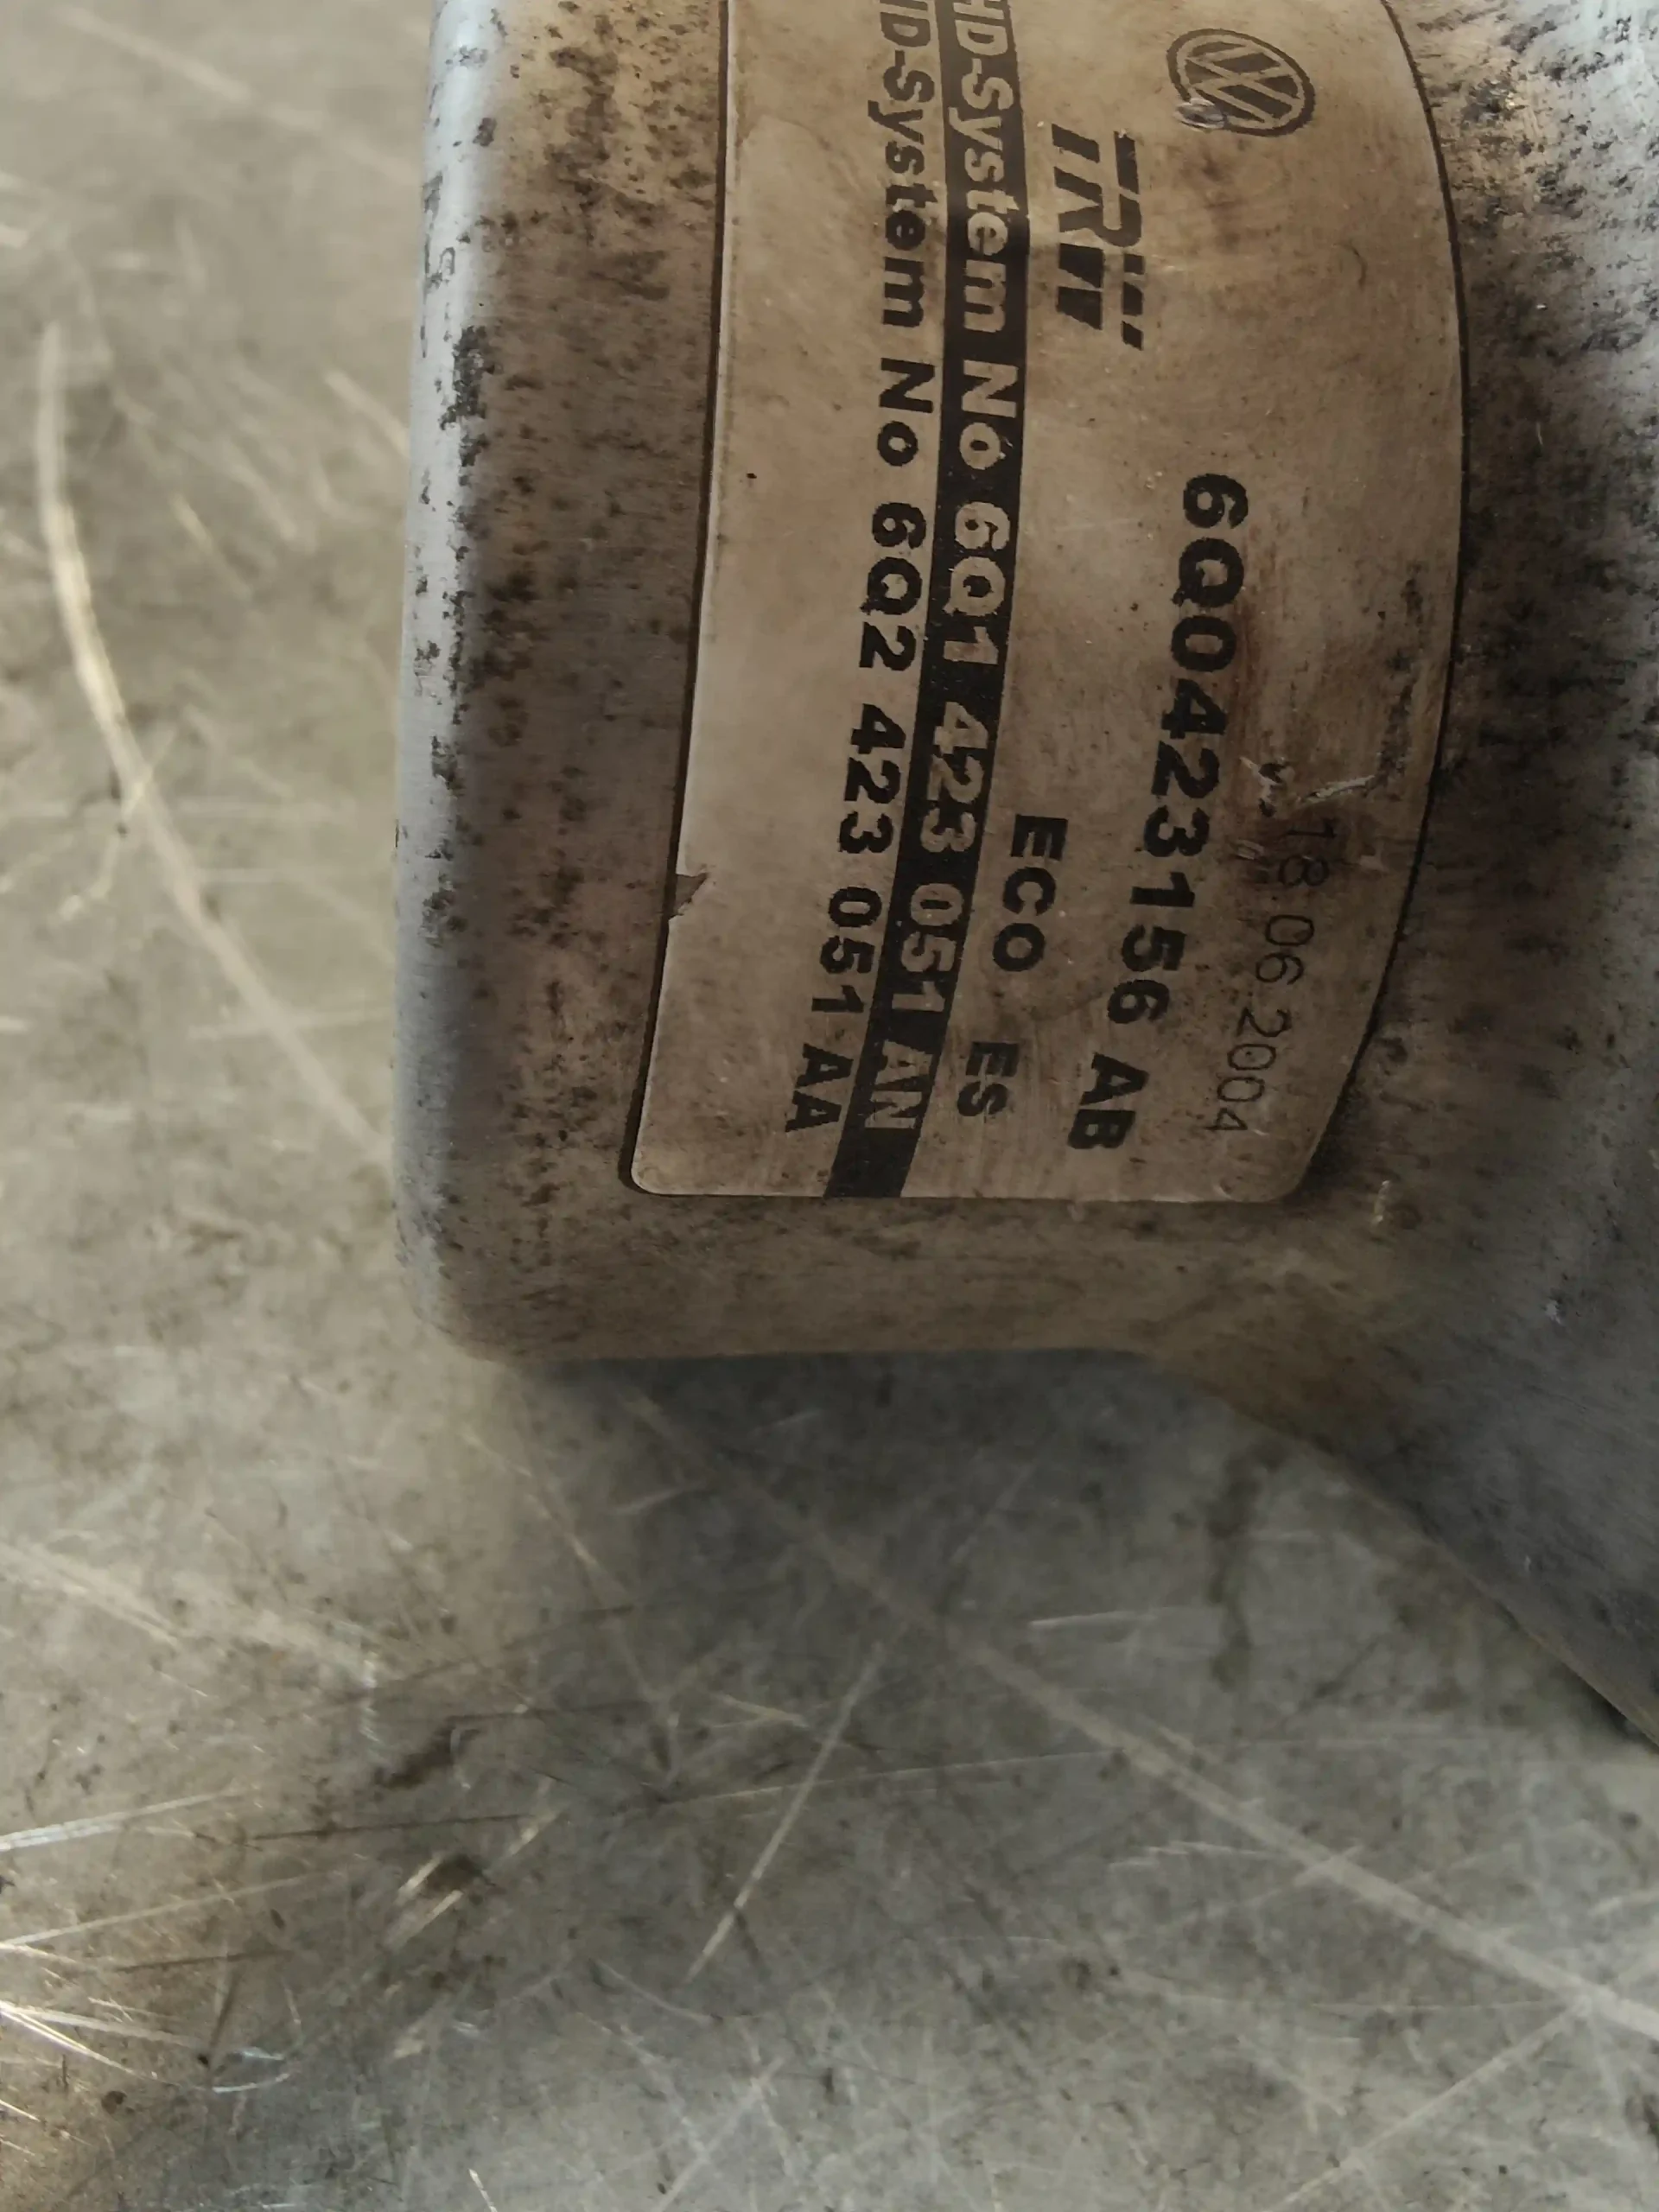 18 06 2004
6Q0423156 AB
TRW
ECO ES
HD-System No 6Q1 423 051 AN
HD-System No 6Q2 423 051 AA